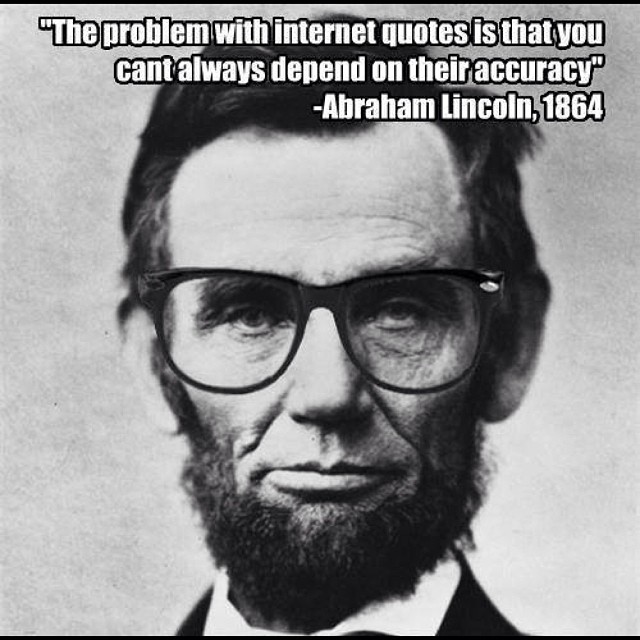 "The problem with internet quotes is that you
cant always depend on their accuracy"
-Abraham Lincoln, 1864